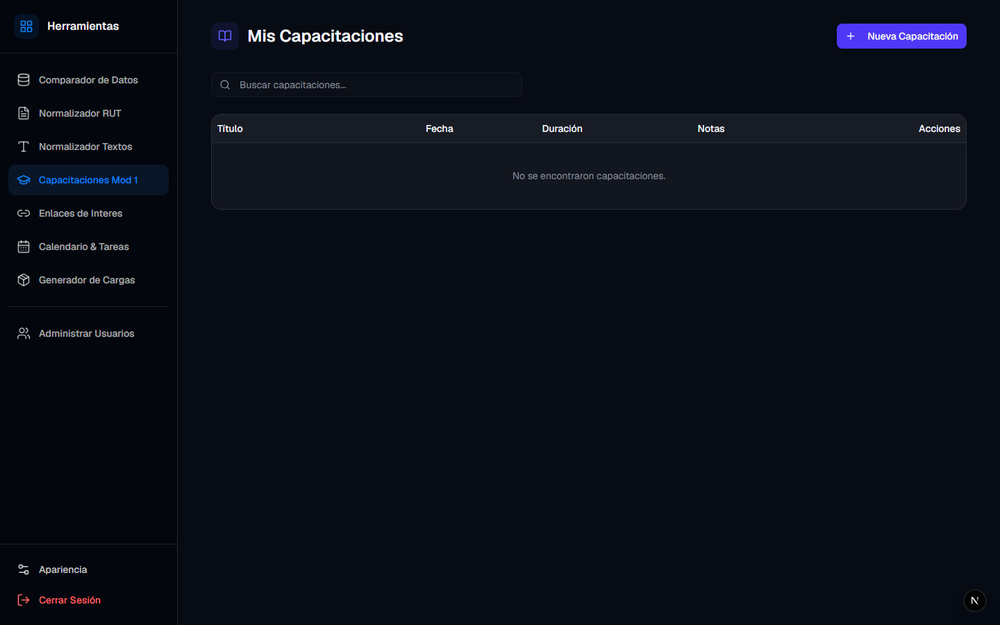 Herramientas
Comparador de Datos
Normalizador RUT
Normalizador Textos
Capacitaciones Mod 1
Enlaces de Interes
Calendario & Tareas
Generador de Cargas
Administrar Usuarios
Apariencia
Cerrar Sesión
Mis Capacitaciones
Nueva Capacitación
Buscar capacitaciones...
Título Fecha Duración Notas Acciones
No se encontraron capacitaciones.
N